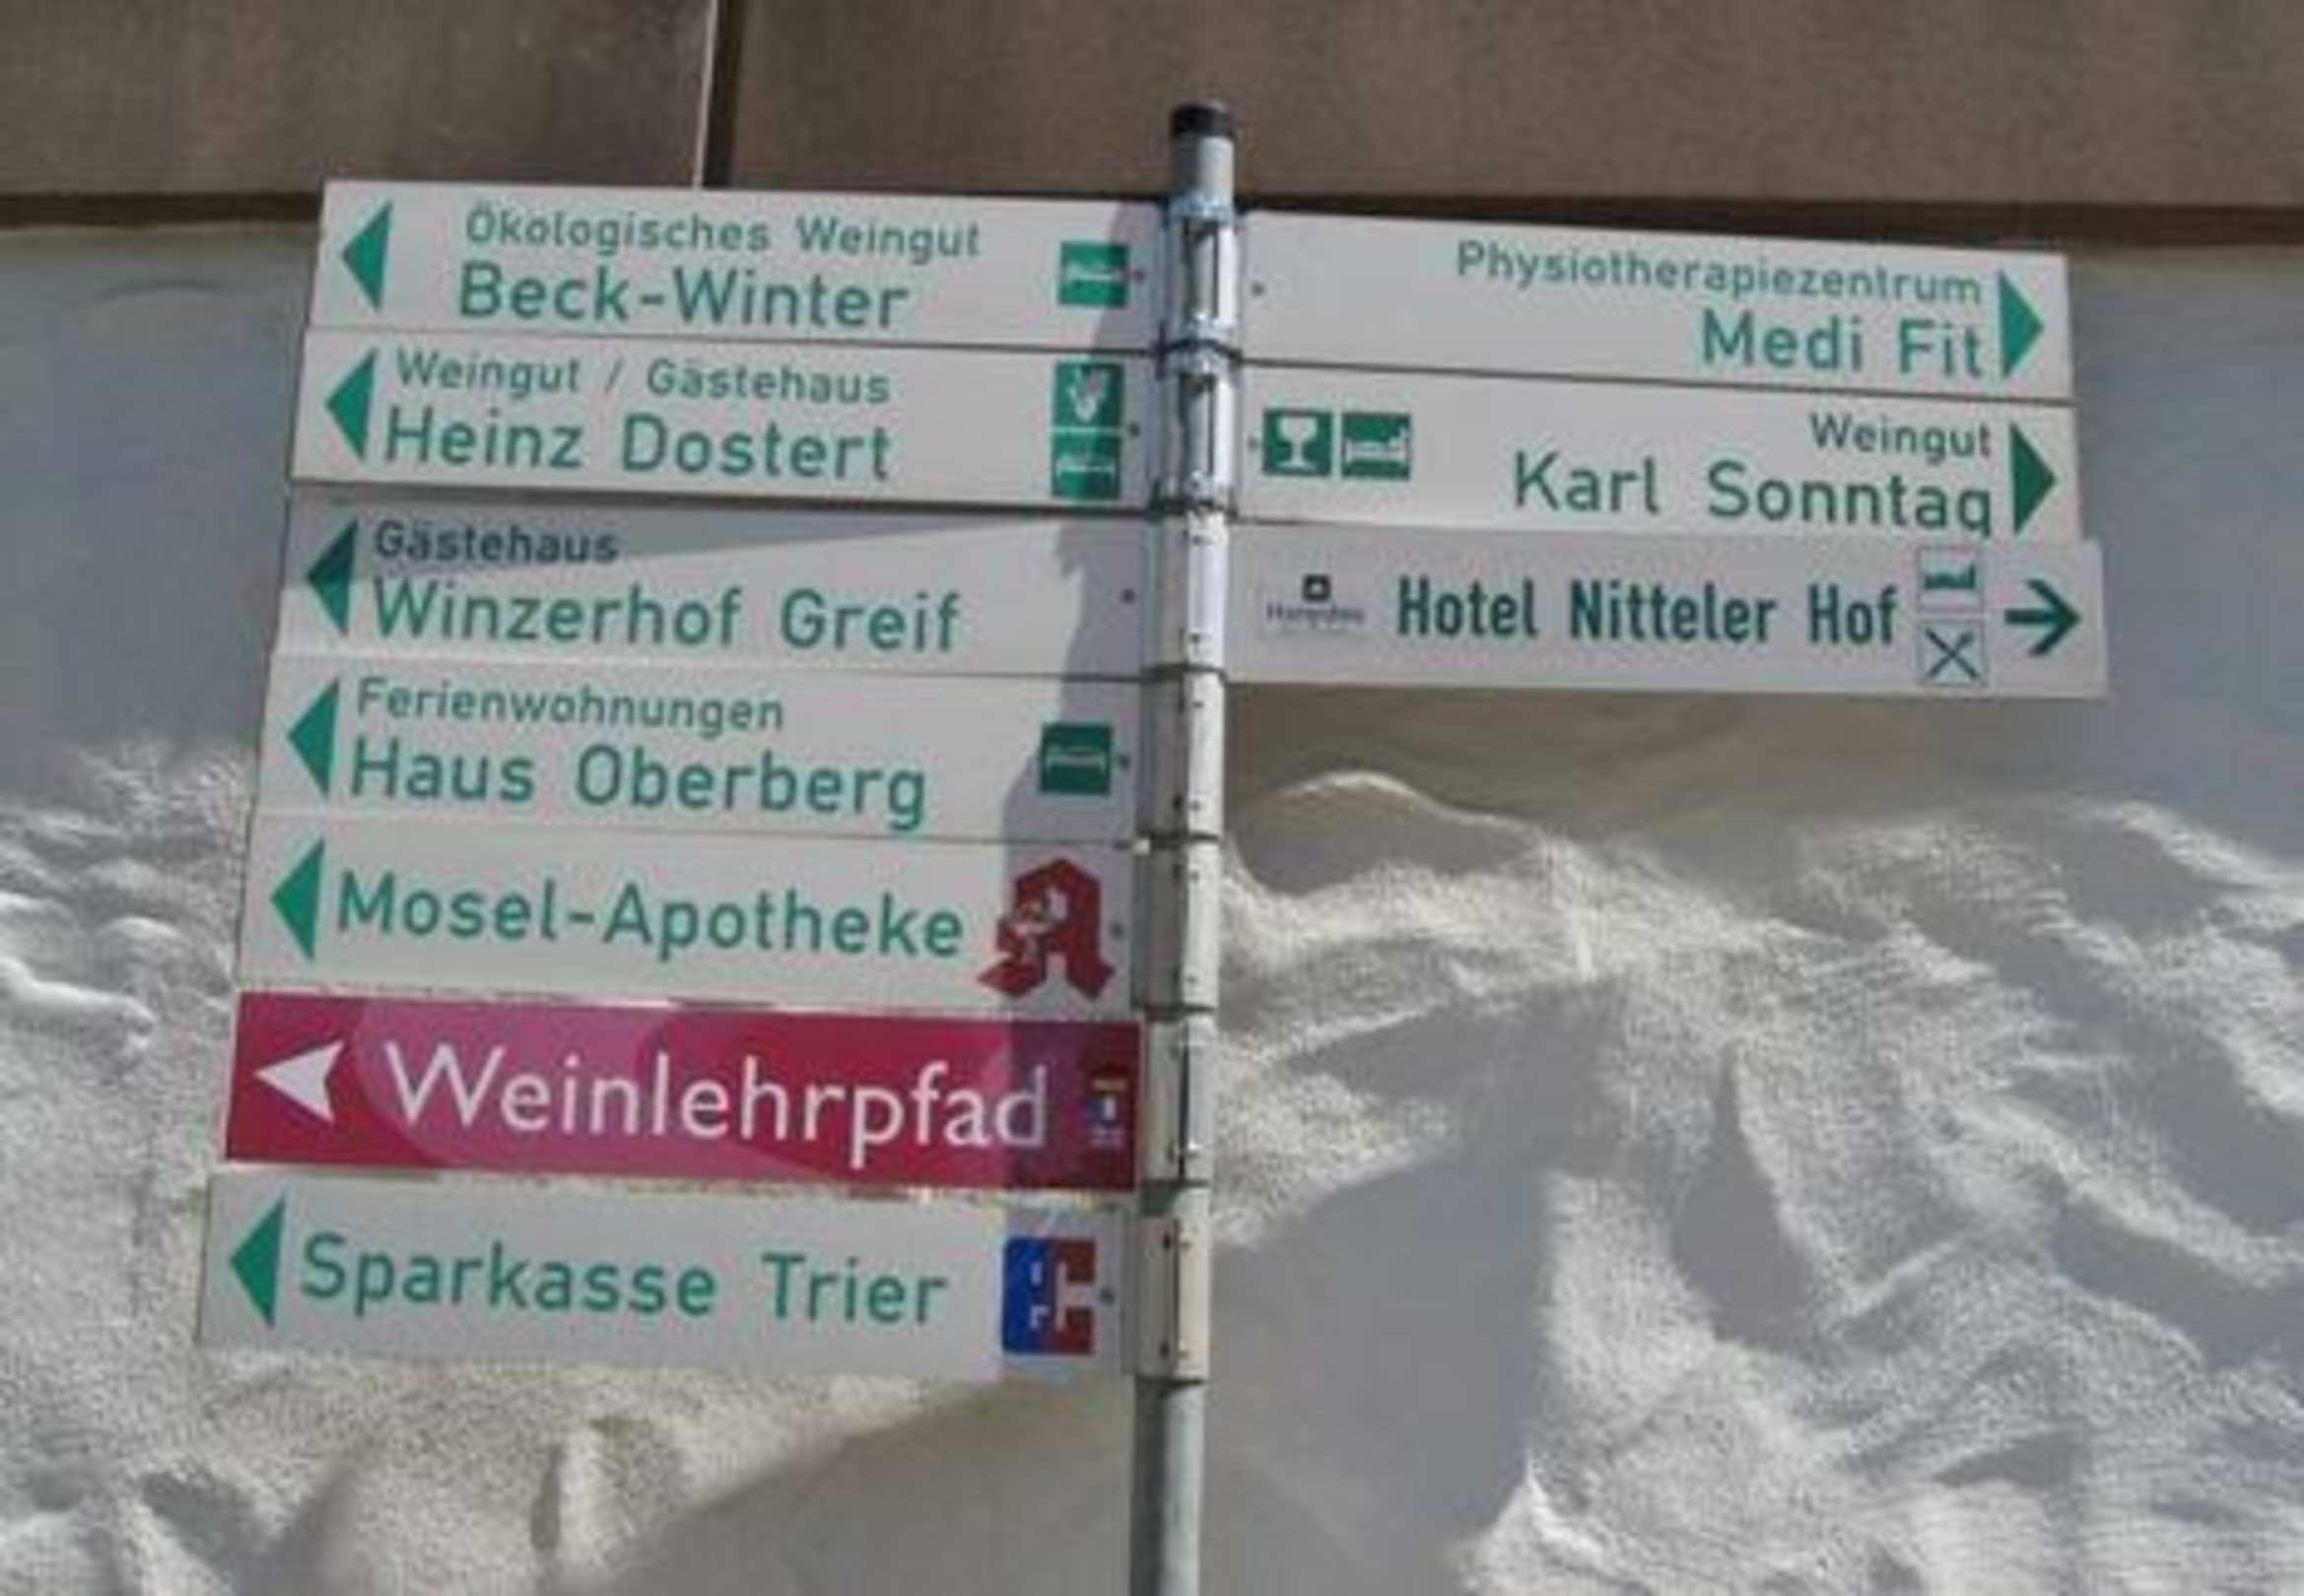 Ökologisches Weingut
Beck-Winter
Weingut / Gästehaus
Heinz Dostert
Gästehaus
Winzerhof Greif
Ferienwohnungen
Haus Oberberg
Mosel-Apotheke
Weinlehrpfad
Sparkasse Trier
Physiotherapiezentrum
Medi Fit
Weingut
Karl Sonntag
Hotel Nitteler Hof